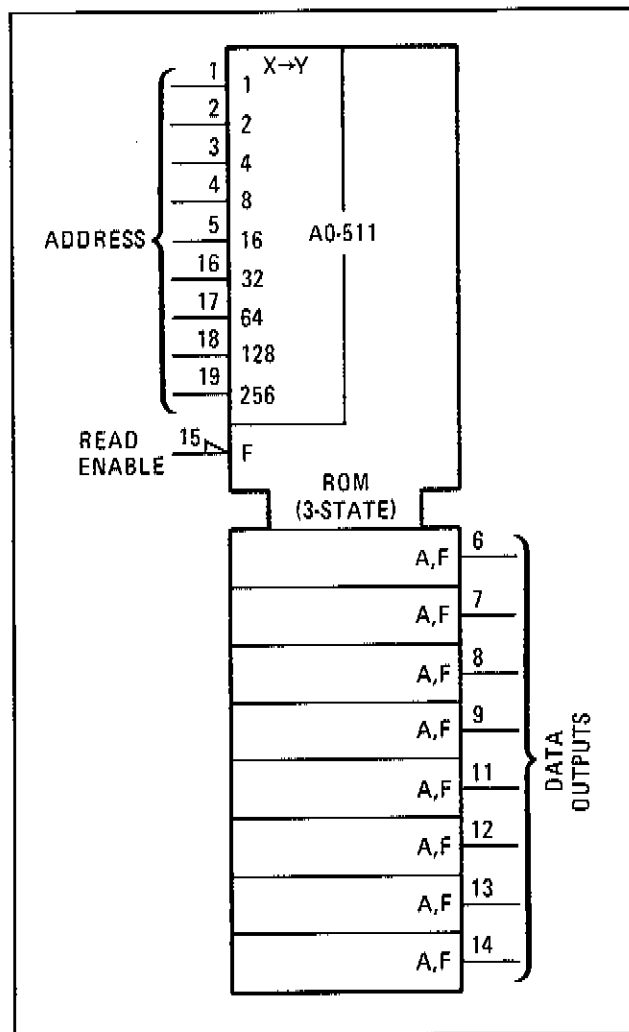 X→Y
1 1
2 2
3 4
4 8
5 16
16 32
17 64
18 128
19 256
ADDRESS
A0-511
READ ENABLE
15 F
ROM
(3-STATE)
A,F 6
A,F 7
A,F 8
A,F 9
A,F 11
A,F 12
A,F 13
A,F 14
DATA
OUTPUTS